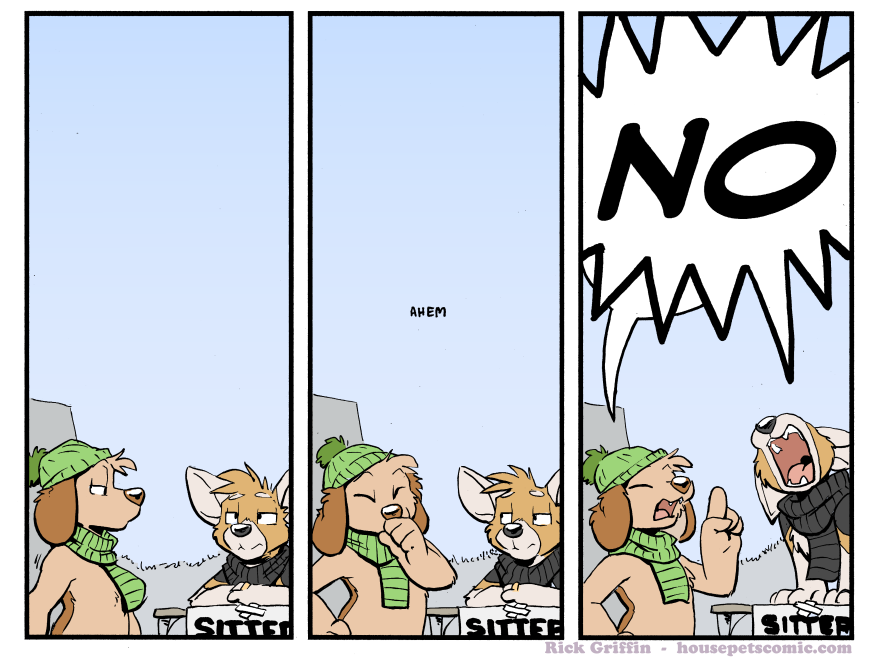 AHEM
NO
SITTER
SITTER
SITTER
Rick Griffin - housepetscomic.com